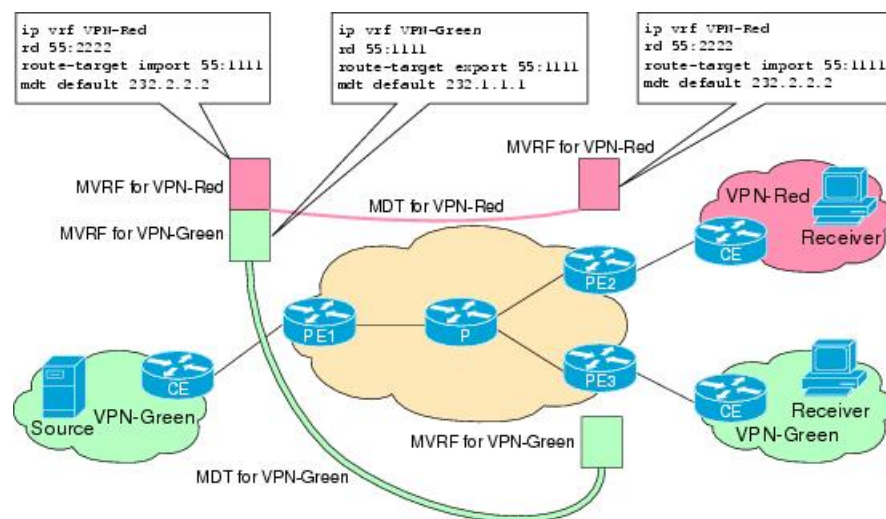 ip vrf VPN-Red
rd 55:2222
route-target import 55:1111
mdt default 232.2.2.2
ip vrf VPN-Green
rd 55:1111
route-target export 55:1111
mdt default 232.1.1.1
ip vrf VPN-Red
rd 55:2222
route-target import 55:1111
mdt default 232.2.2.2
MVRF for VPN-Red
MVRF for VPN-Red
MDT for VPN-Red
MVRF for VPN-Green
VPN-Red
CE
Receiver
PE2
PE1
P
PE3
CE
Source
VPN-Green
CE
Receiver
VPN-Green
MVRF for VPN-Green
MDT for VPN-Green